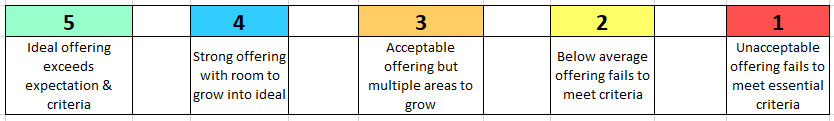 5 4 3 2 1
Ideal offering
exceeds
expectation &
criteria
Strong offering
with room to
grow into ideal
Acceptable
offering but
multiple areas to
grow
Below average
offering fails to
meet criteria
Unacceptable
offering fails to
meet essential
criteria